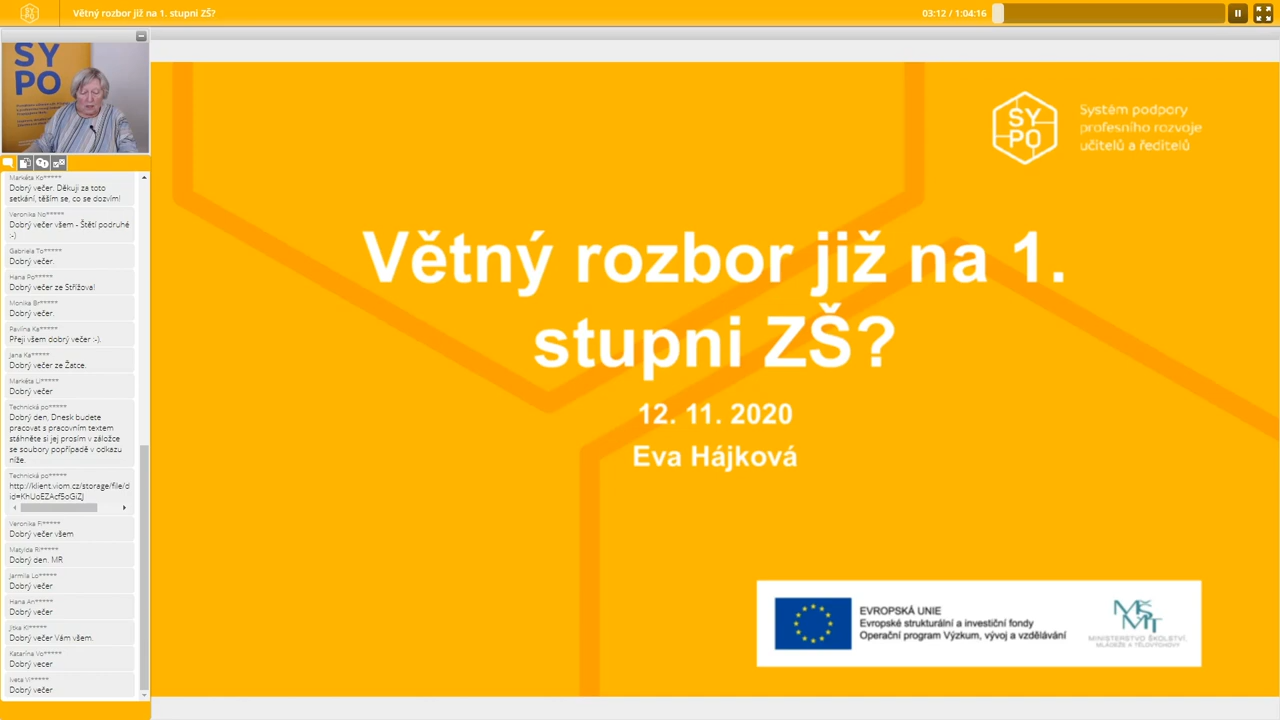 Větný rozbor již na 1. stupni ZŠ?
03:12 / 1:04:16
SY
PO
Markéta Ko*****
Dobrý večer. Děkuji za toto
setkání, těším se, co se dozvím!
Veronika No*****
Dobrý večer všem - Štětí podruhé
:-)
Gabriela To*****
Dobrý večer.
Hana Po*****
Dobrý večer ze Střížova!
Monika Br*****
Dobrý večer.
Pavlína Ka*****
Přeji všem dobrý večer :-).
Jana Ka*****
Dobrý večer ze Žatce.
Markéta Li*****
Dobrý večer
Technická po*****
Dobrý den, Dnesk budete
pracovat s pracovním textem
stáhněte si jej prosím v záložce
se soubory popřípadě v odkazu
níže:
Technická po*****
http://klient.viom.cz/storage/file/d
id=KhUoEZAcf5oGiZJ
Veronika Fi*****
Dobrý večer všem
Matylda Ri*****
Dobrý den. MR
Jarmila Lo*****
Dobrý večer
Hana An*****
Dobrý večer
Jitka Kl*****
Dobrý večer Vám všem.
Katarína Vo*****
Dobrý vecer
Iveta Vi*****
Dobrý večer
SY
PO
Systém podpory
profesního rozvoje
učitelů a ředitelů
Větný rozbor již na 1.
stupni ZŠ?
12. 11. 2020
Eva Hájková
EVROPSKÁ UNIE
Evropské strukturální a investiční fondy
Operační program Výzkum, vývoj a vzdělávání
MŠMT
MINISTERSTVO ŠKOLSTVÍ,
MLÁDEŽE A TĚLOVÝCHOVY